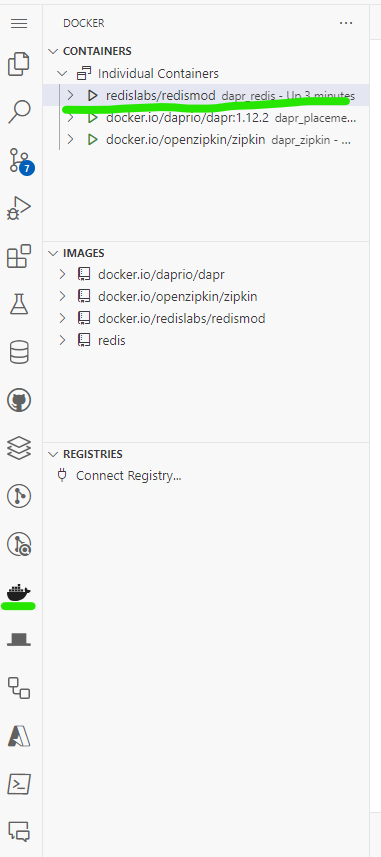 DOCKER
CONTAINERS
Individual Containers
redislabs/redismod dapr_redis - Up 3 minutes
docker.io/daprio/dapr:1.12.2 dapr_placeme...
docker.io/openzipkin/zipkin dapr_zipkin - ...
7
IMAGES
docker.io/daprio/dapr
docker.io/openzipkin/zipkin
docker.io/redislabs/redismod
redis
REGISTRIES
Connect Registry...